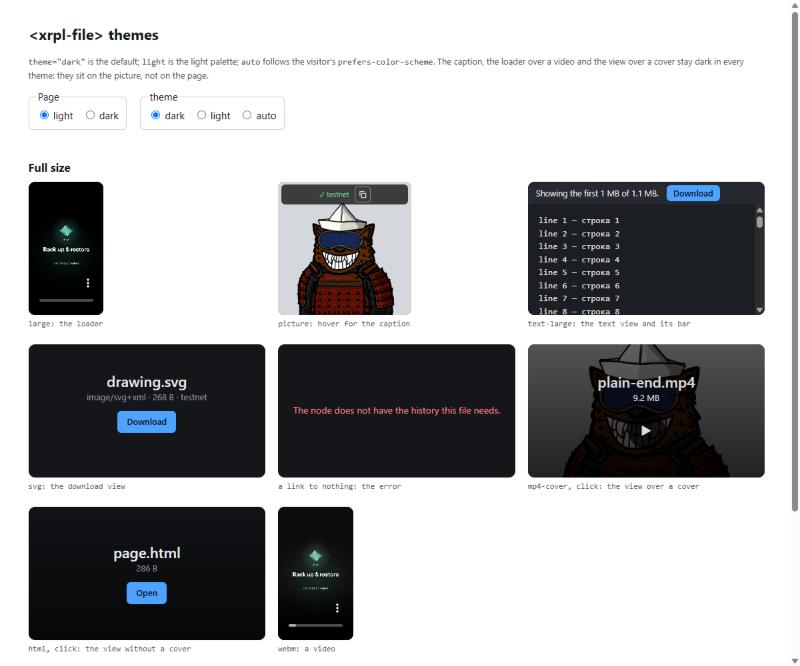 <xrpl-file> themes
theme="dark" is the default; light is the light palette; auto follows the visitor's prefers-color-scheme. The caption, the loader over a video and the view over a cover stay dark in every
theme: they sit on the picture, not on the page.
Page
light dark
theme
dark light auto
Full size
Back up & restore
large: the loader
✓ testnet
picture: hover for the caption
Showing the first 1 MB of 1.1 MB. Download
line 1 — строка 1
line 2 — строка 2
line 3 — строка 3
line 4 — строка 4
line 5 — строка 5
line 6 — строка 6
line 7 — строка 7
line 8 — строка 8
text-large: the text view and its bar
drawing.svg
image/svg+xml · 268 B · testnet
Download
svg: the download view
The node does not have the history this file needs.
a link to nothing: the error
plain-end.mp4
9.2 MB
mp4-cover, click: the view over a cover
page.html
286 B
Open
html, click: the view without a cover
Back up & restore
webm: a video